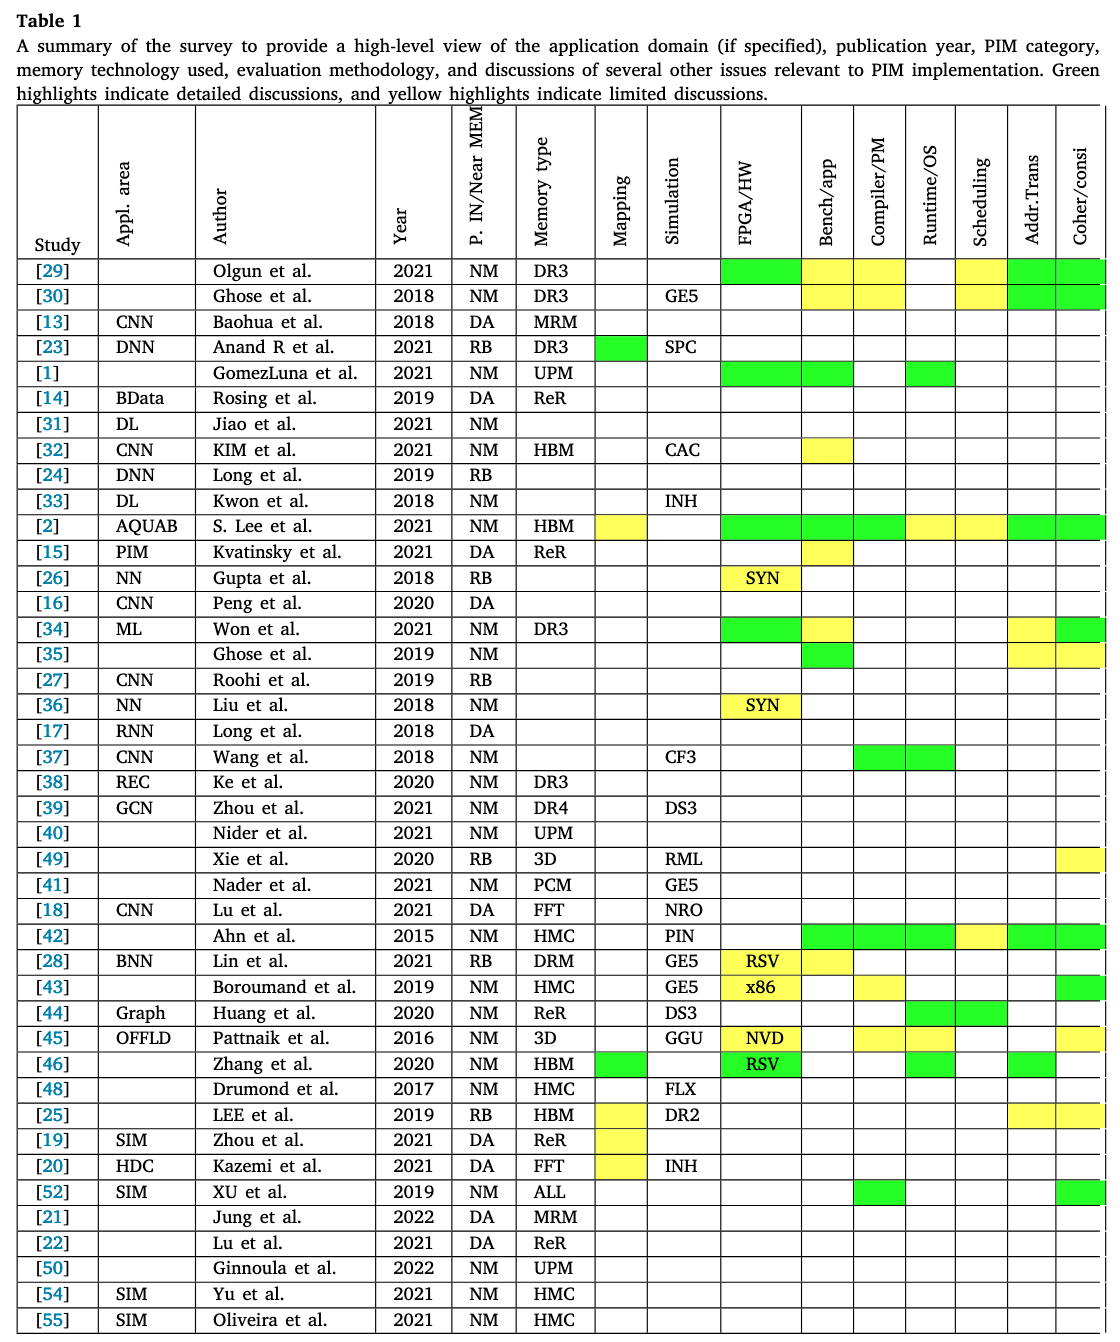 Table 1
A summary of the survey to provide a high-level view of the application domain (if specified), publication year, PIM category,
memory technology used, evaluation methodology, and discussions of several other issues relevant to PIM implementation. Green
highlights indicate detailed discussions, and yellow highlights indicate limited discussions.
Study Appl. area Author Year P. IN/Near MEM Memory type Mapping Simulation FPGA/HW Bench/app Compiler/PM Runtime/OS Scheduling Addr.Trans Coher/consi
[29] Olgun et al. 2021 NM DR3
[30] Ghose et al. 2018 NM DR3 GE5
[13] CNN Baohua et al. 2018 DA MRM
[23] DNN Anand R et al. 2021 RB DR3 SPC
[1] GomezLuna et al. 2021 NM UPM
[14] BData Rosing et al. 2019 DA ReR
[31] DL Jiao et al. 2021 NM
[32] CNN KIM et al. 2021 NM HBM CAC
[24] DNN Long et al. 2019 RB
[33] DL Kwon et al. 2018 NM INH
[2] AQUAB S. Lee et al. 2021 NM HBM
[15] PIM Kvatinsky et al. 2021 DA ReR
[26] NN Gupta et al. 2018 RB SYN
[16] CNN Peng et al. 2020 DA
[34] ML Won et al. 2021 NM DR3
[35] Ghose et al. 2019 NM
[27] CNN Roohi et al. 2019 RB
[36] NN Liu et al. 2018 NM SYN
[17] RNN Long et al. 2018 DA
[37] CNN Wang et al. 2018 NM CF3
[38] REC Ke et al. 2020 NM DR3
[39] GCN Zhou et al. 2021 NM DR4 DS3
[40] Nider et al. 2021 NM UPM
[49] Xie et al. 2020 RB 3D RML
[41] Nader et al. 2021 NM PCM GE5
[18] CNN Lu et al. 2021 DA FFT NRO
[42] Ahn et al. 2015 NM HMC PIN
[28] BNN Lin et al. 2021 RB DRM GE5 RSV
[43] Boroumand et al. 2019 NM HMC GE5 x86
[44] Graph Huang et al. 2020 NM ReR DS3
[45] OFFLD Pattnaik et al. 2016 NM 3D GGU NVD
[46] Zhang et al. 2020 NM HBM RSV
[48] Drumond et al. 2017 NM HMC FLX
[25] LEE et al. 2019 RB HBM DR2
[19] SIM Zhou et al. 2021 DA ReR
[20] HDC Kazemi et al. 2021 DA FFT INH
[52] SIM XU et al. 2019 NM ALL
[21] Jung et al. 2022 DA MRM
[22] Lu et al. 2021 DA ReR
[50] Ginnoula et al. 2022 NM UPM
[54] SIM Yu et al. 2021 NM HMC
[55] SIM Oliveira et al. 2021 NM HMC